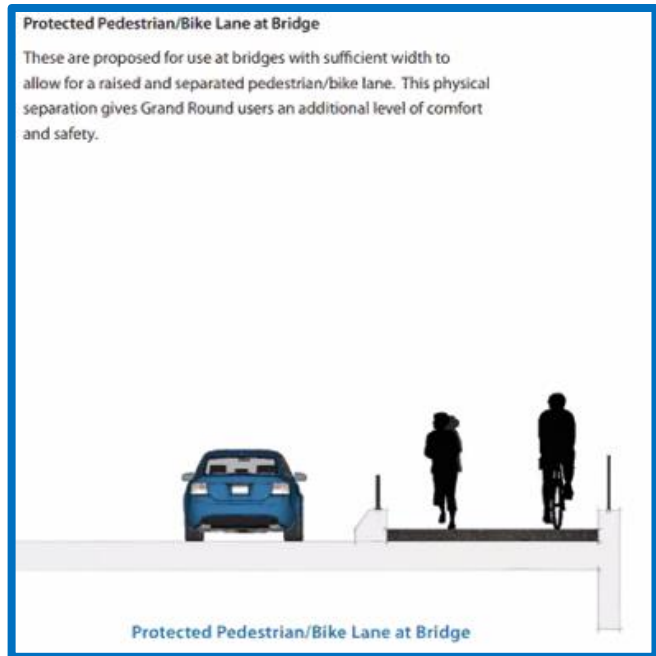 Protected Pedestrian/Bike Lane at Bridge
These are proposed for use at bridges with sufficient width to
allow for a raised and separated pedestrian/bike lane. This physical
separation gives Grand Round users an additional level of comfort
and safety.
Protected Pedestrian/Bike Lane at Bridge